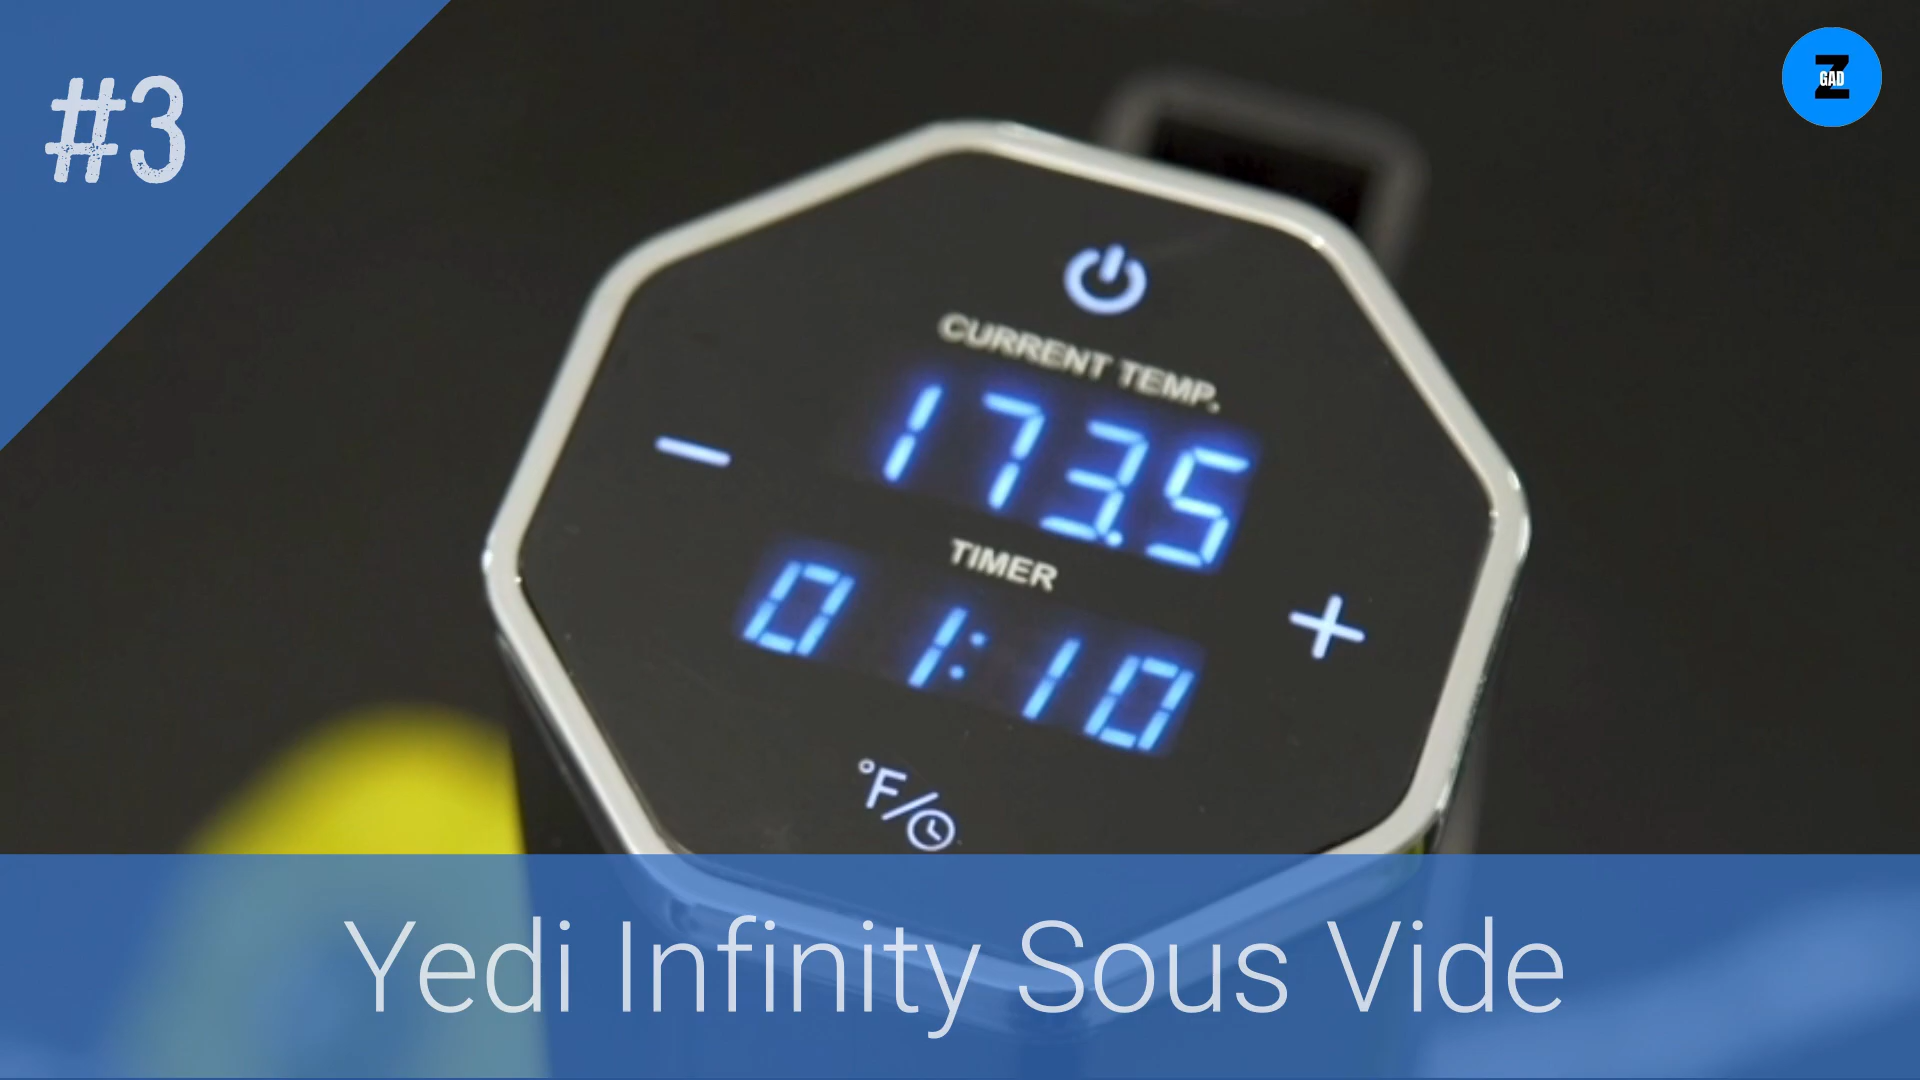 #3
Z
GAD
CURRENT TEMP.
173.5
TIMER
01:10
°F/
Yedi Infinity Sous Vide